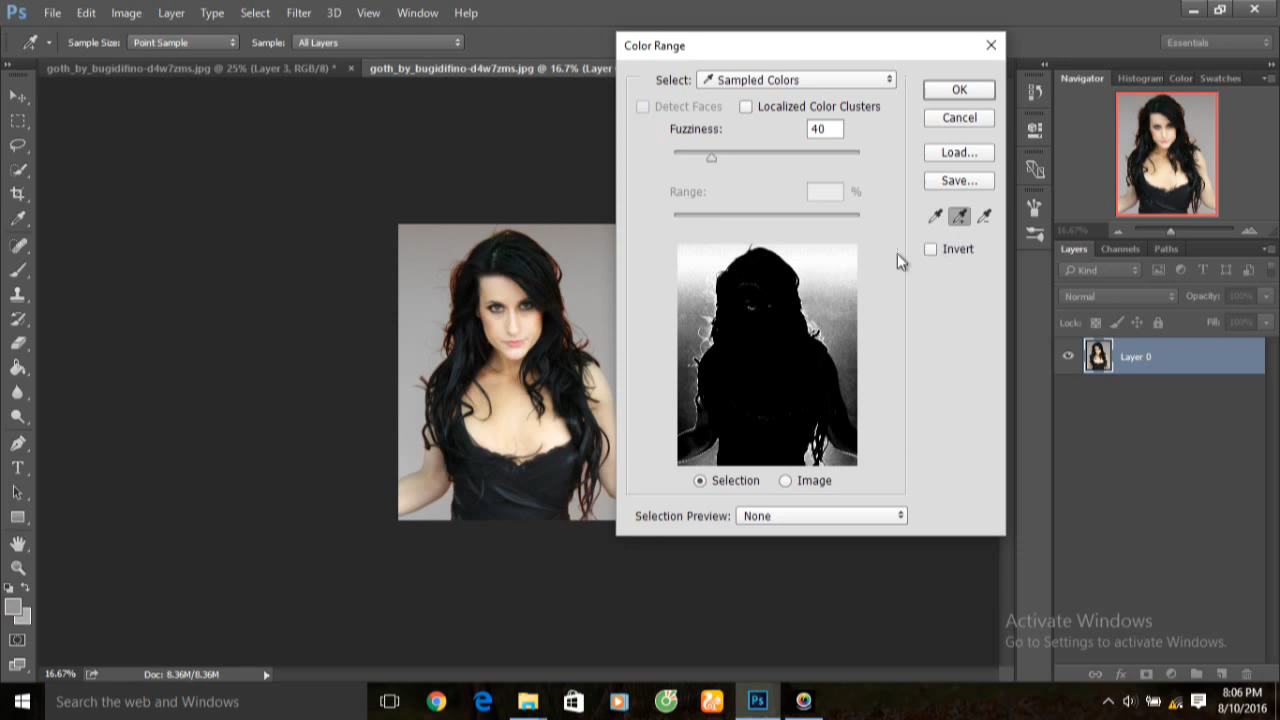 Ps File Edit Image Layer Type Select Filter 3D View Window Help
Sample Size: Point Sample Sample: All Layers Essentials
goth_by_bugidifino-d4w7zms.jpg @ 25% (Layer 3, RGB/8) * × goth_by_bugidifino-d4w7zms.jpg @ 16.7% (Layer
Color Range
Select: Sampled Colors
Detect Faces Localized Color Clusters
Fuzziness: 40
Range: %
Selection Image
Selection Preview: None
OK
Cancel
Load...
Save...
Invert
Navigator Histogram Color Swatches
16.67%
Layers Channels Paths
Kind
Normal Opacity: 100%
Lock: Fill: 100%
Layer 0
Activate Windows
Go to Settings to activate Windows.
16.67% Doc: 8.36M/8.36M
Search the web and Windows
Ps
8:06 PM
8/10/2016